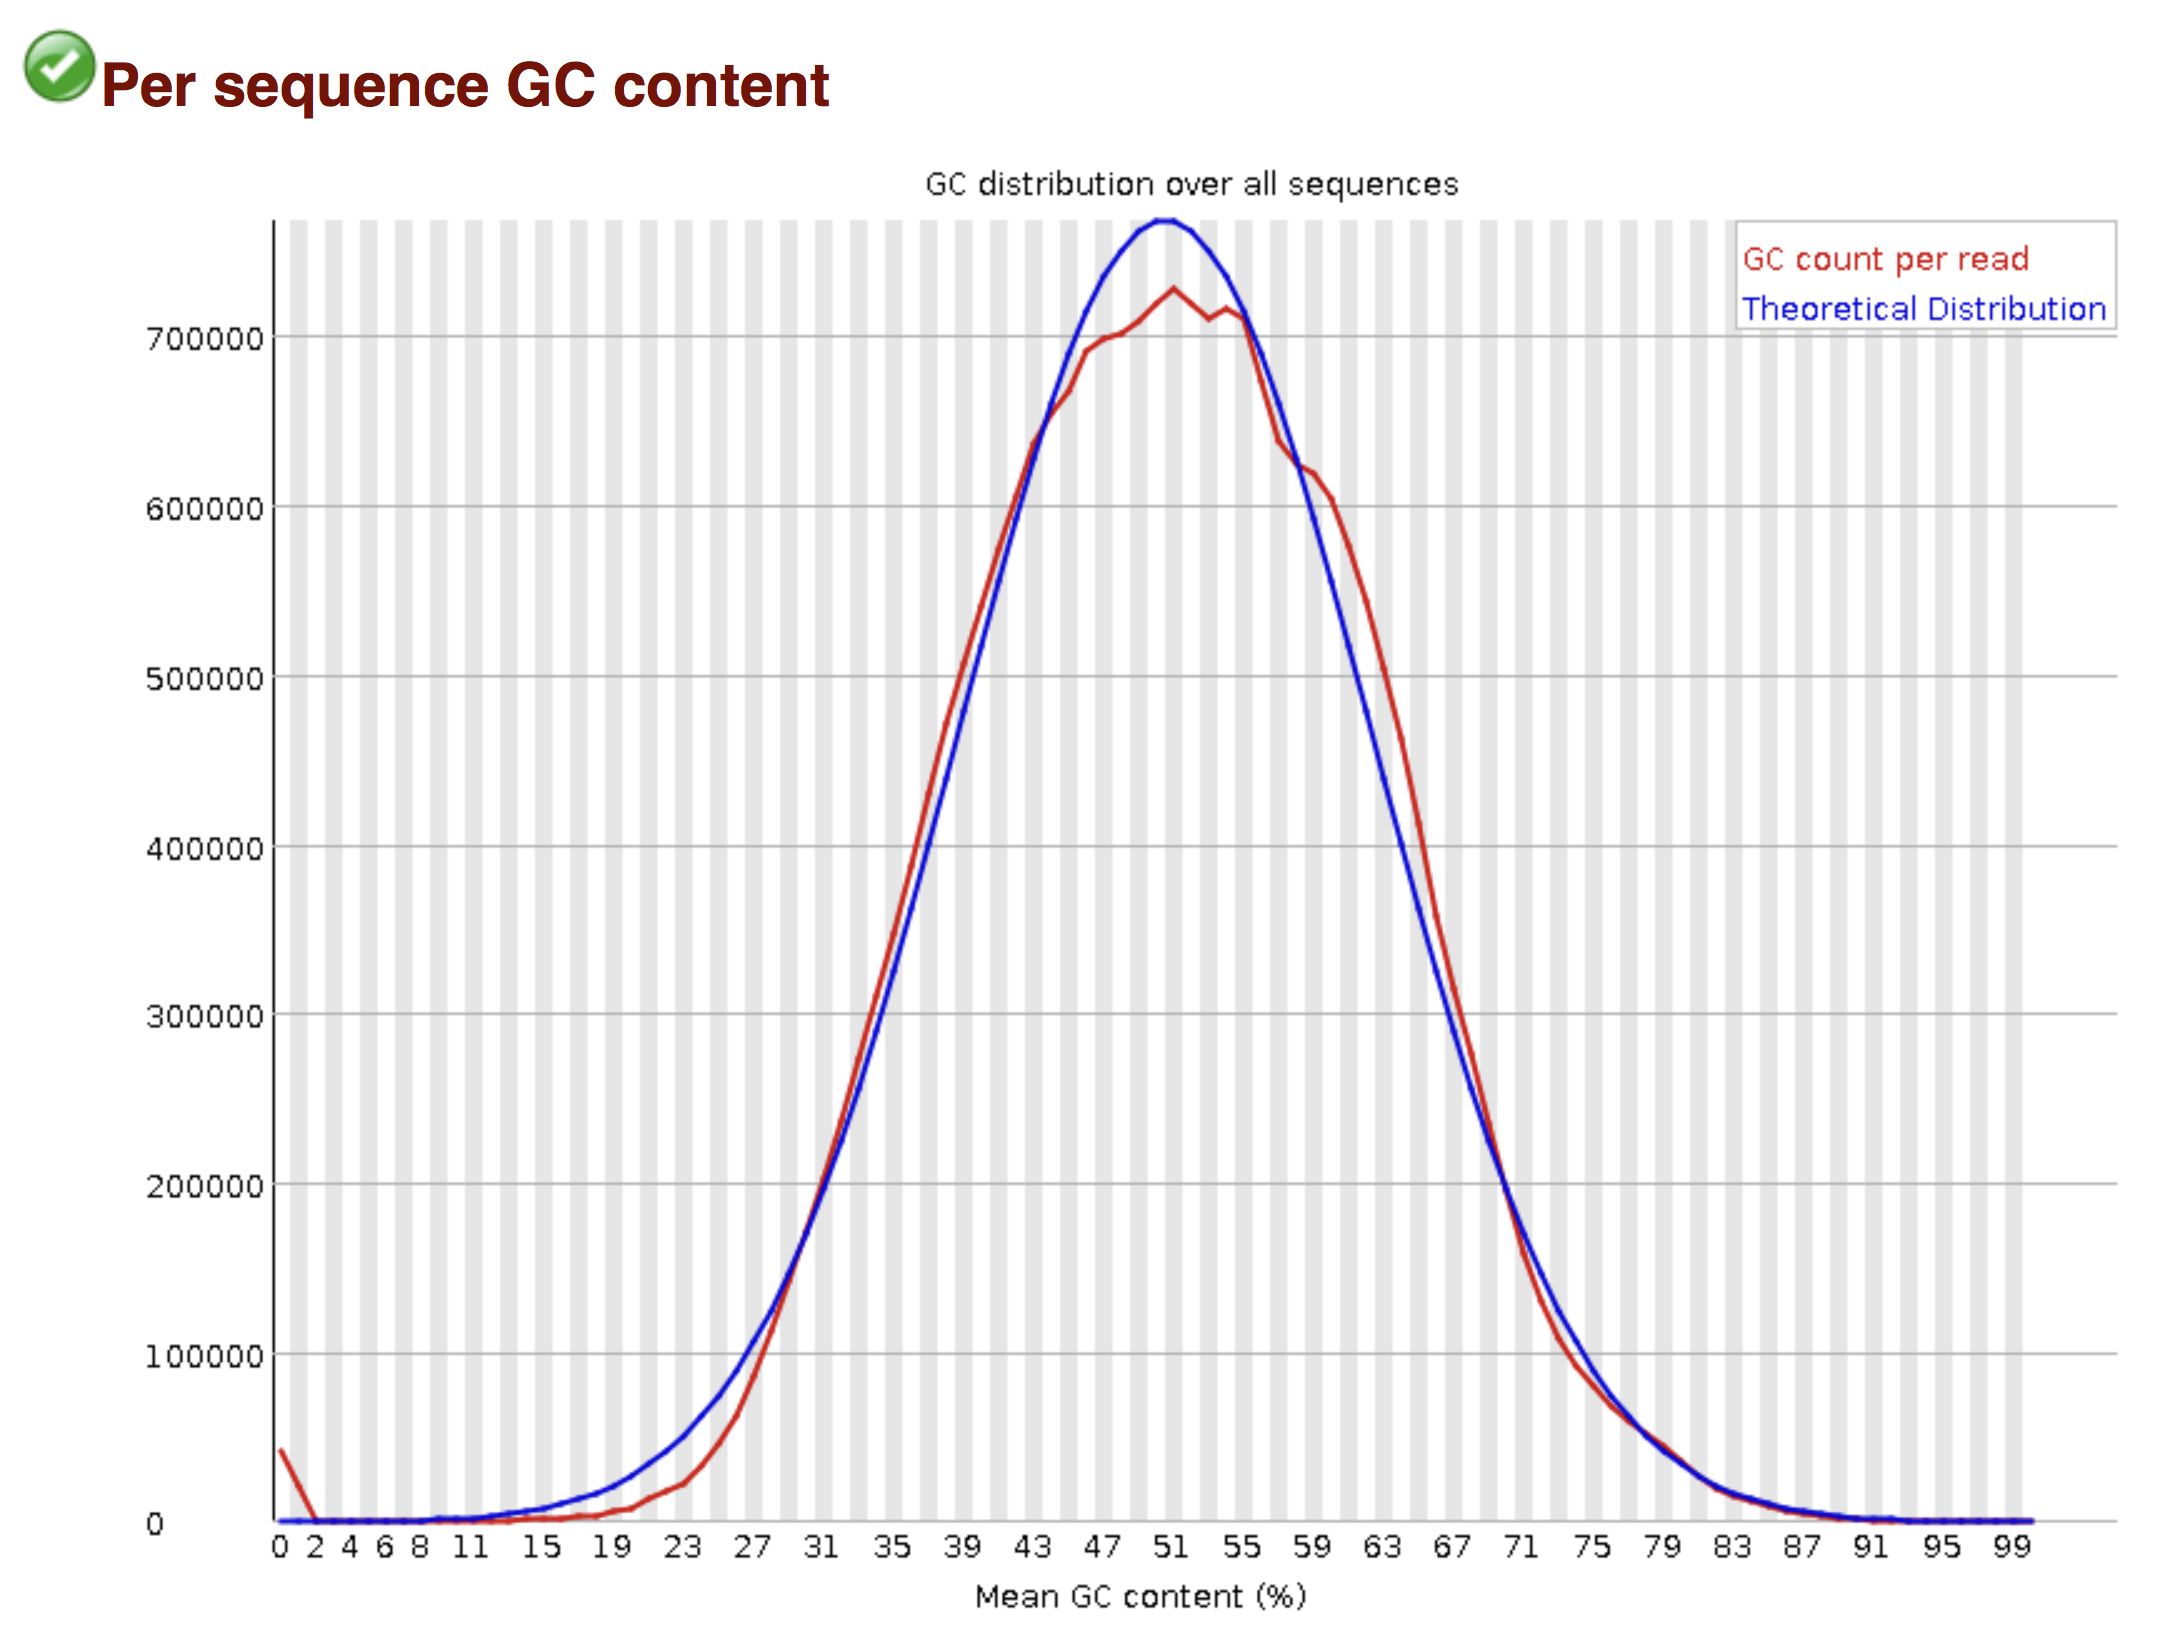 Per sequence GC content
GC distribution over all sequences
GC count per read
Theoretical Distribution
700000
600000
500000
400000
300000
200000
100000
0
0 2 4 6 8 11 15 19 23 27 31 35 39 43 47 51 55 59 63 67 71 75 79 83 87 91 95 99
Mean GC content (%)